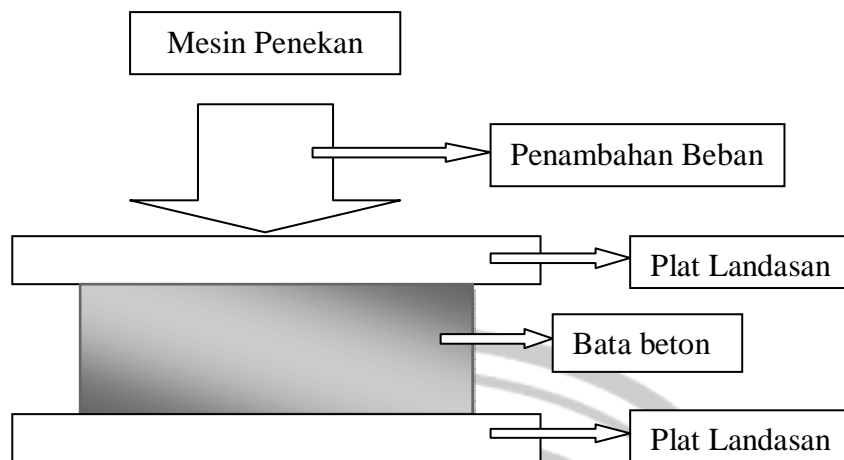 Mesin Penekan
Penambahan Beban
Plat Landasan
Bata beton
Plat Landasan